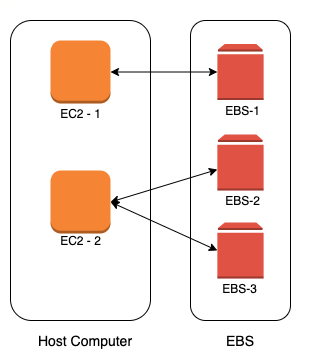 EC2 - 1
EBS-1
EBS-2
EC2 - 2
EBS-3
Host Computer
EBS